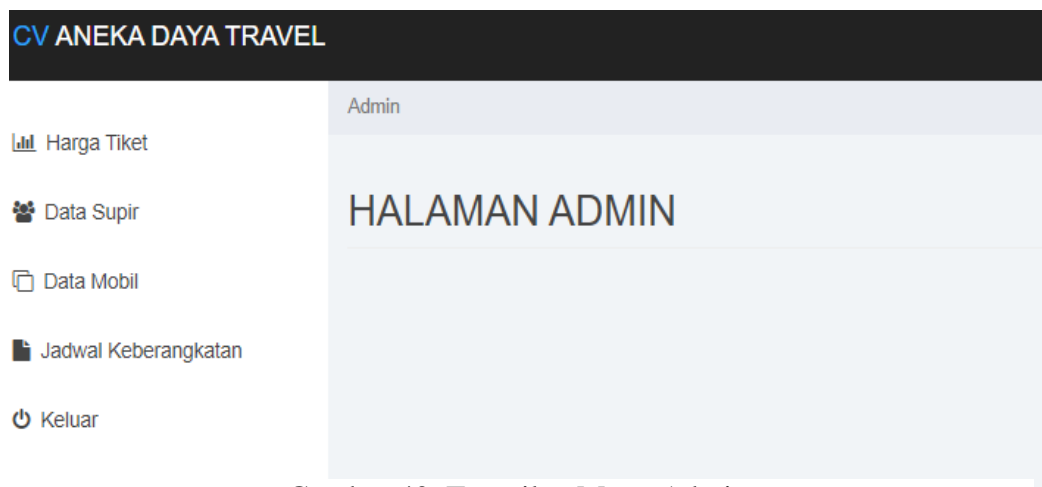 CV ANEKA DAYA TRAVEL
Admin
Harga Tiket
Data Supir
HALAMAN ADMIN
Data Mobil
Jadwal Keberangkatan
Keluar